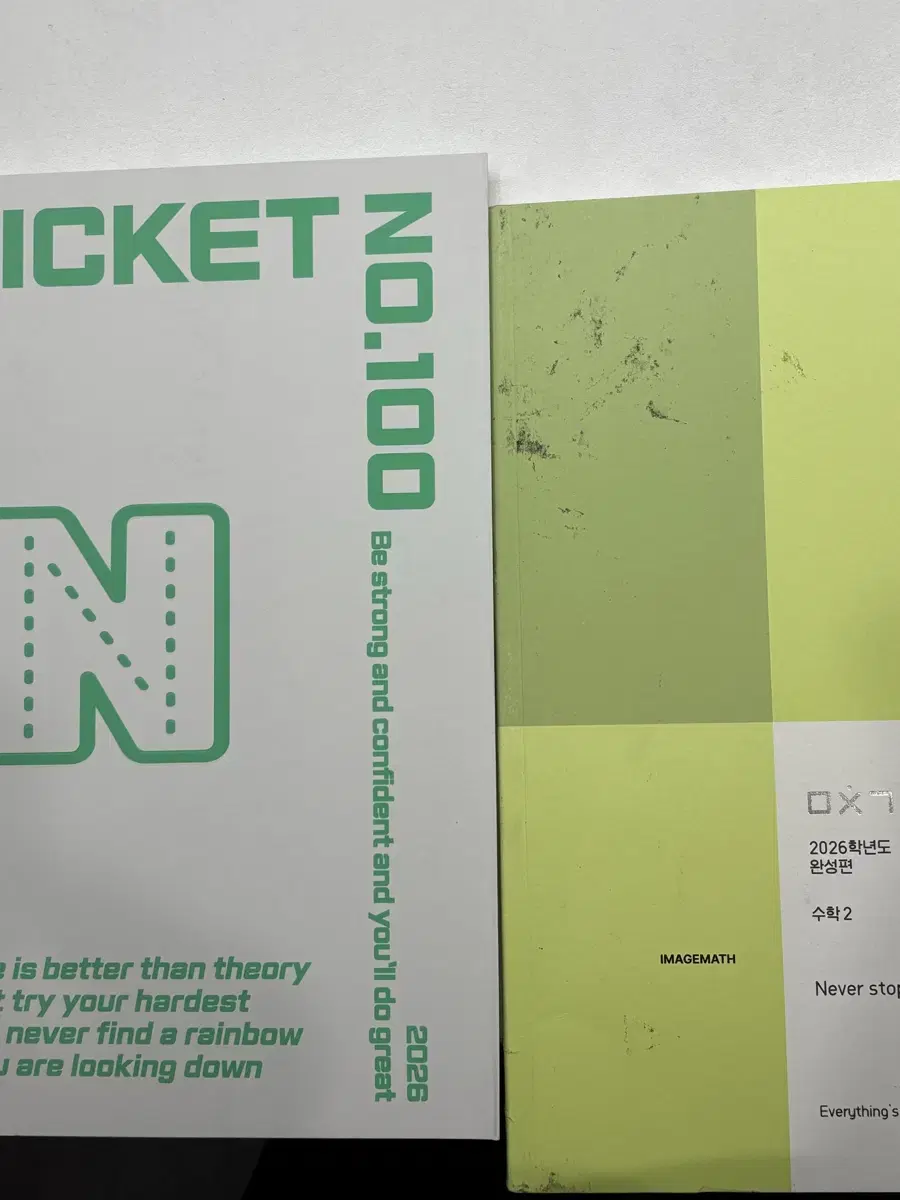 ICKET
NO.100
N
Be strong and confident and you'll do great
2026
is better than theory
try your hardest
never find a rainbow
are looking down
2026학년도
완성편
수학 2
IMAGEMATH
Never stop
Everything's